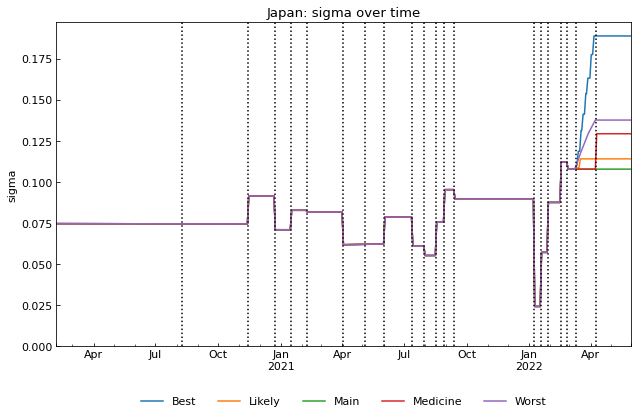 Japan: sigma over time
sigma
0.175
0.150
0.125
0.100
0.075
0.050
0.025
0.000
Apr Jul Oct Jan Apr Jul Oct Jan Apr
2021 2022
Best Likely Main Medicine Worst